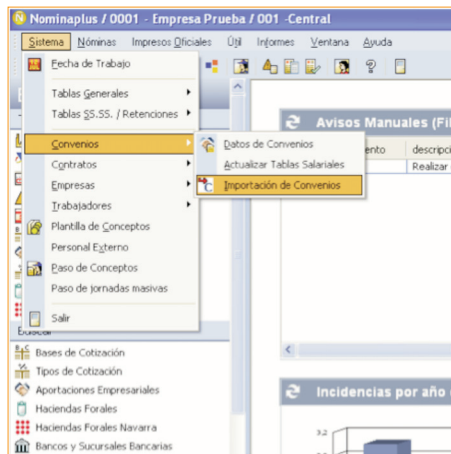 Nominaplus / 0001 - Empresa Prueba / 001 -Central
Sistema Nóminas Impresos Oficiales Útil Informes Ventana Ayuda
Fecha de Trabajo
Tablas Generales
Tablas SS.SS. / Retenciones
Convenios
Contratos
Empresas
Trabajadores
Plantilla de Conceptos
Personal Externo
Paso de Conceptos
Paso de jornadas masivas
Salir
Datos de Convenios
Actualizar Tablas Salariales
Importación de Convenios
Avisos Manuales (Fi
ento descripci
Realizar
Buscar
Bases de Cotización
Tipos de Cotización
Aportaciones Empresariales
Haciendas Forales
Haciendas Forales Navarra
Bancos y Sucursales Bancarias
Incidencias por año
3,2